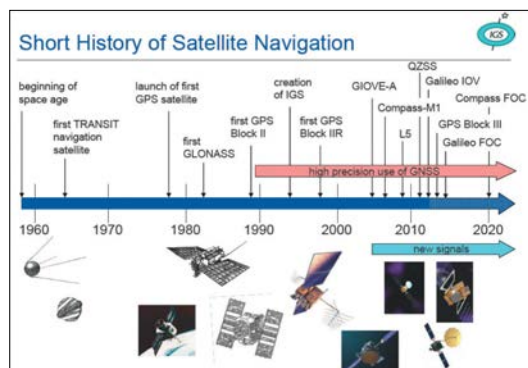 Short History of Satellite Navigation
IGS
QZSS
creation
of IGS
GIOVE-A
Galileo IOV
beginning of
space age
launch of first
GPS satellite
Compass FOC
Compass-M1
first TRANSIT
navigation
satellite
first GPS
Block II
first GPS
Block IIR
GPS Block III
L5
first
GLONASS
Galileo FOC
high precision use of GNSS
1960
1970
1980
1990
2000
2010
2020
new signals